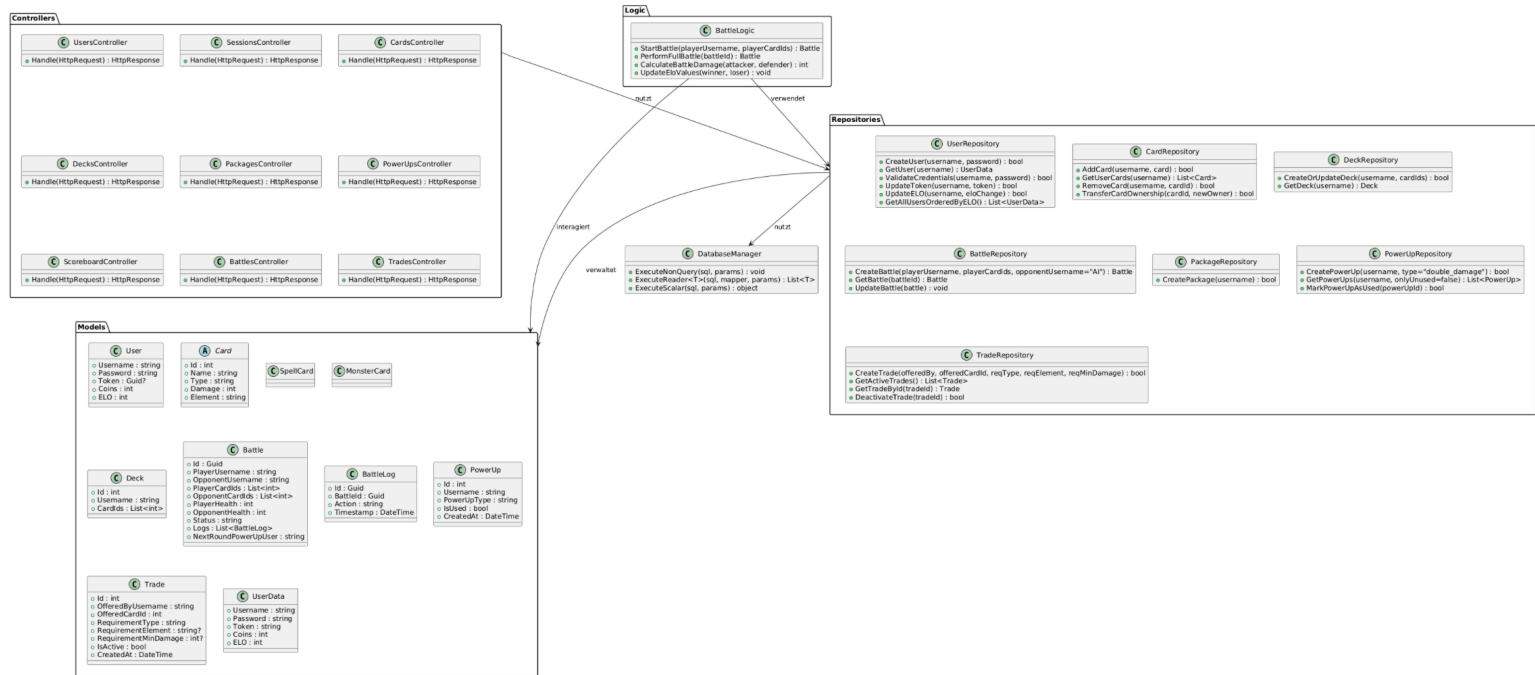 Controllers
C UsersController
Handle(HttpRequest) : HttpResponse
C SessionsController
Handle(HttpRequest) : HttpResponse
C CardsController
Handle(HttpRequest) : HttpResponse
C DecksController
Handle(HttpRequest) : HttpResponse
C PackagesController
Handle(HttpRequest) : HttpResponse
C PowerUpsController
Handle(HttpRequest) : HttpResponse
C ScoreboardController
Handle(HttpRequest) : HttpResponse
C BattlesController
Handle(HttpRequest) : HttpResponse
C TradesController
Handle(HttpRequest) : HttpResponse
Logic
C BattleLogic
StartBattle(playerUsername, playerCardIds) : Battle
PerformFullBattle(battleId) : Battle
CalculateBattleDamage(attacker, defender) : int
UpdateEloValues(winner, loser) : void
nutzt
verwendet
interagiert
verwaltet
nutzt
Repositories
C UserRepository
CreateUser(username, password) : bool
GetUser(username) : UserData
ValidateCredentials(username, password) : bool
UpdateToken(username, token) : bool
UpdateELO(username, eloChange) : bool
GetAllUsersOrderedByELO() : List<UserData>
C CardRepository
AddCard(username, card) : bool
GetUserCards(username) : List<Card>
RemoveCard(username, cardId) : bool
TransferCardOwnership(cardId, newOwner) : bool
C DeckRepository
CreateOrUpdateDeck(username, cardIds) : bool
GetDeck(username) : Deck
C BattleRepository
CreateBattle(playerUsername, playerCardIds, opponentUsername="AI") : Battle
GetBattle(battleId) : Battle
UpdateBattle(battle) : void
C PackageRepository
CreatePackage(username) : bool
C PowerUpRepository
CreatePowerUp(username, type="double_damage") : bool
GetPowerUps(username, onlyUnused=false) : List<PowerUp>
MarkPowerUpAsUsed(powerUpId) : bool
C TradeRepository
CreateTrade(offeredBy, offeredCardId, reqType, reqElement, reqMinDamage) : bool
GetActiveTrades() : List<Trade>
GetTradeById(tradeId) : Trade
DeactivateTrade(tradeId) : bool
C DatabaseManager
ExecuteNonQuery(sql, params) : void
ExecuteReader<T>(sql, mapper, params) : List<T>
ExecuteScalar(sql, params) : object
Models
C User
Username : string
Password : string
Token : Guid?
Coins : int
ELO : int
A Card
Id : int
Name : string
Type : string
Damage : int
Element : string
C SpellCard
C MonsterCard
C Deck
Id : int
Username : string
CardIds : List<int>
C Battle
Id : Guid
PlayerUsername : string
OpponentUsername : string
PlayerCardIds : List<int>
OpponentCardIds : List<int>
PlayerHealth : int
OpponentHealth : int
Status : string
Logs : List<BattleLog>
NextRoundPowerUpUser : string
C BattleLog
Id : Guid
BattleId : Guid
Action : string
Timestamp : DateTime
C PowerUp
Id : int
Username : string
PowerUpType : string
IsUsed : bool
CreatedAt : DateTime
C Trade
Id : int
OfferedByUsername : string
OfferedCardId : int
RequirementType : string
RequirementElement : string?
RequirementMinDamage : int?
IsActive : bool
CreatedAt : DateTime
C UserData
Username : string
Password : string
Token : string
Coins : int
ELO : int